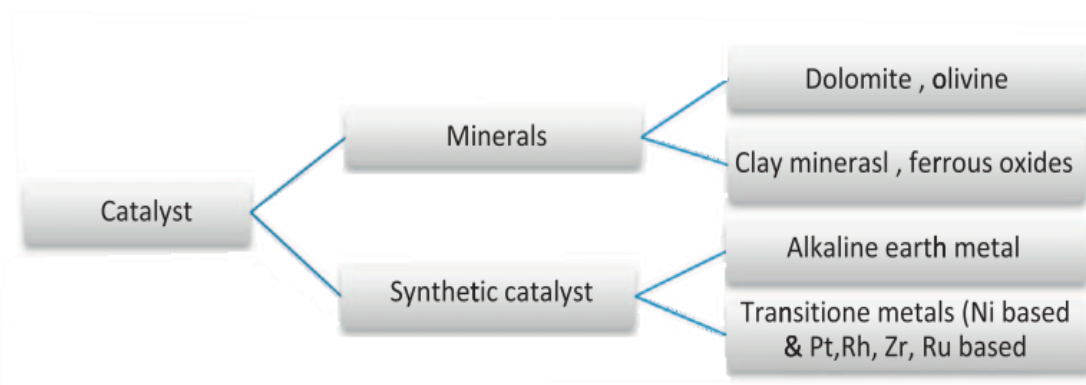 Catalyst
Minerals
Dolomite , olivine
Clay minerasl , ferrous oxides
Synthetic catalyst
Alkaline earth metal
Transitione metals (Ni based
& Pt,Rh, Zr, Ru based